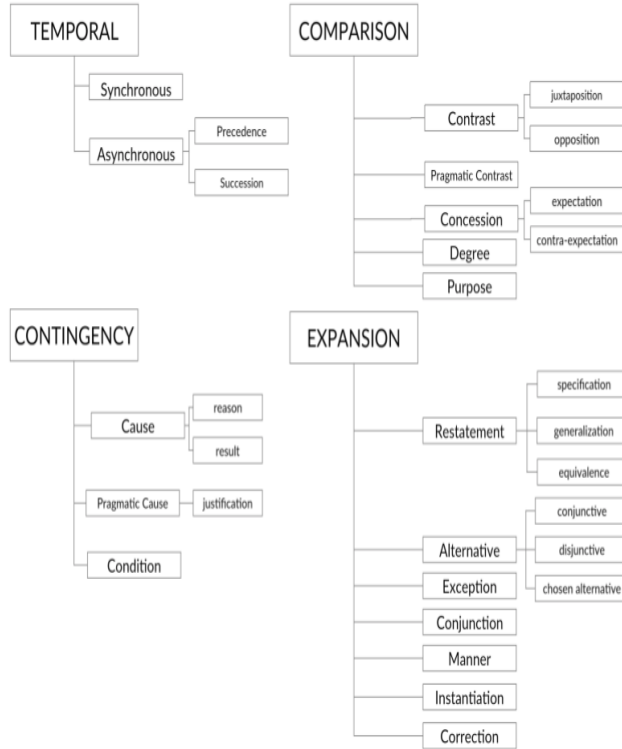 TEMPORAL
Synchronous
Asynchronous
Precedence
Succession
COMPARISON
Contrast
juxtaposition
opposition
Pragmatic Contrast
Concession
expectation
contra-expectation
Degree
Purpose
CONTINGENCY
Cause
reason
result
Pragmatic Cause
justification
Condition
EXPANSION
Restatement
specification
generalization
equivalence
Alternative
conjunctive
disjunctive
chosen alternative
Exception
Conjunction
Manner
Instantiation
Correction